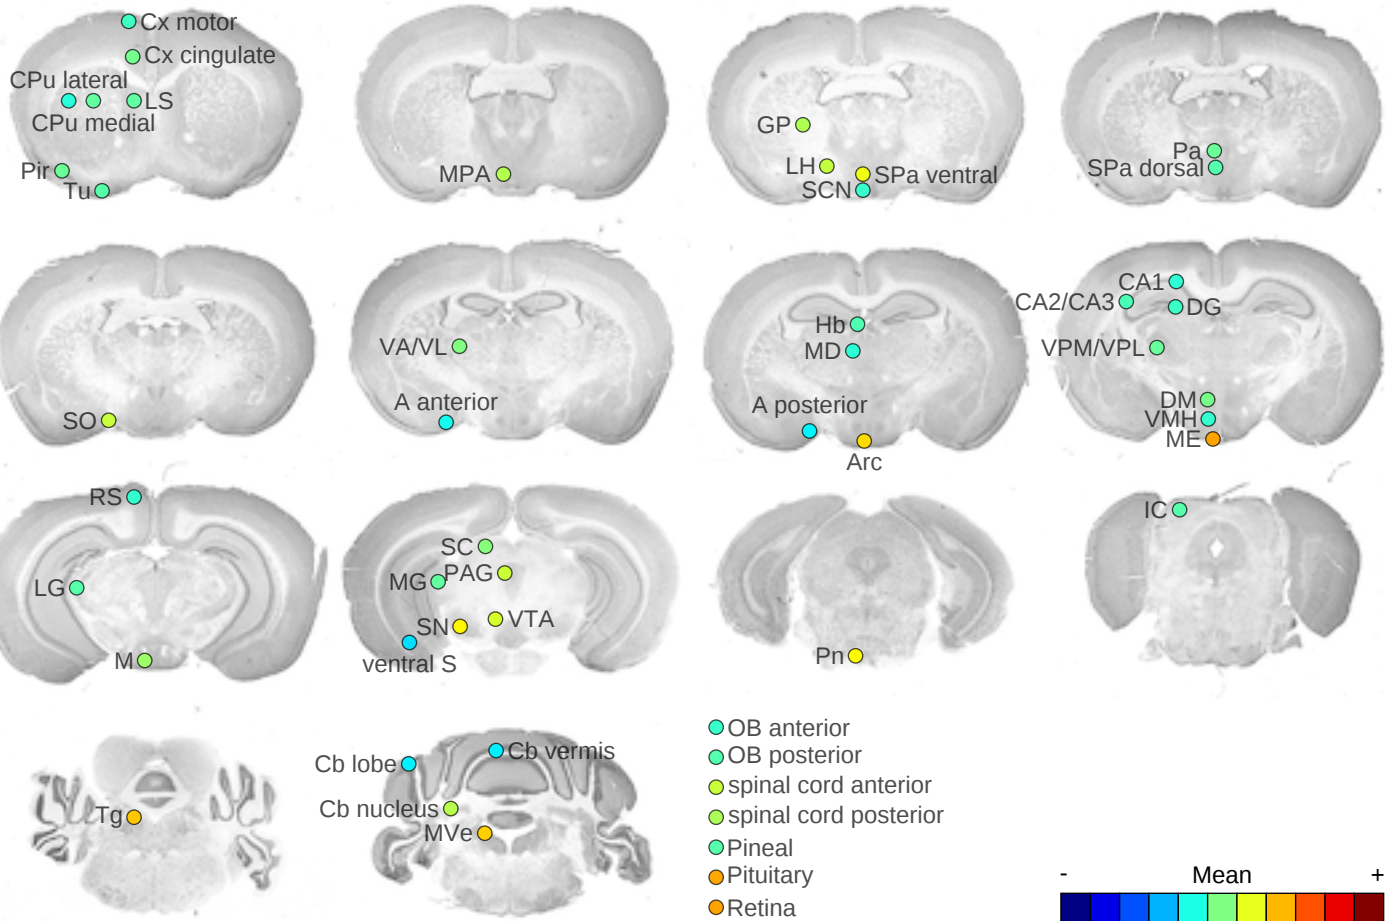 Cx motor
Cx cingulate
CPu lateral
LS
CPu medial
Pir
Tu
MPA
GP
LH
SPa ventral
SCN
Pa
SPa dorsal
SO
VA/VL
A anterior
Hb
MD
A posterior
Arc
CA1
CA2/CA3
DG
VPM/VPL
DM
VMH
ME
RS
LG
M
SC
MG
PAG
SN
VTA
ventral S
Pn
IC
Tg
Cb lobe
Cb vermis
Cb nucleus
MVe
OB anterior
OB posterior
spinal cord anterior
spinal cord posterior
Pineal
Pituitary
Retina
- Mean +